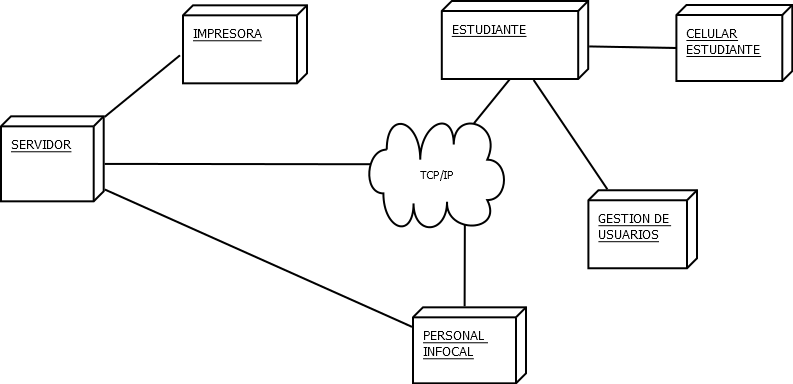 IMPRESORA
ESTUDIANTE
CELULAR
ESTUDIANTE
SERVIDOR
TCP/IP
GESTION DE
USUARIOS
PERSONAL
INFOCAL